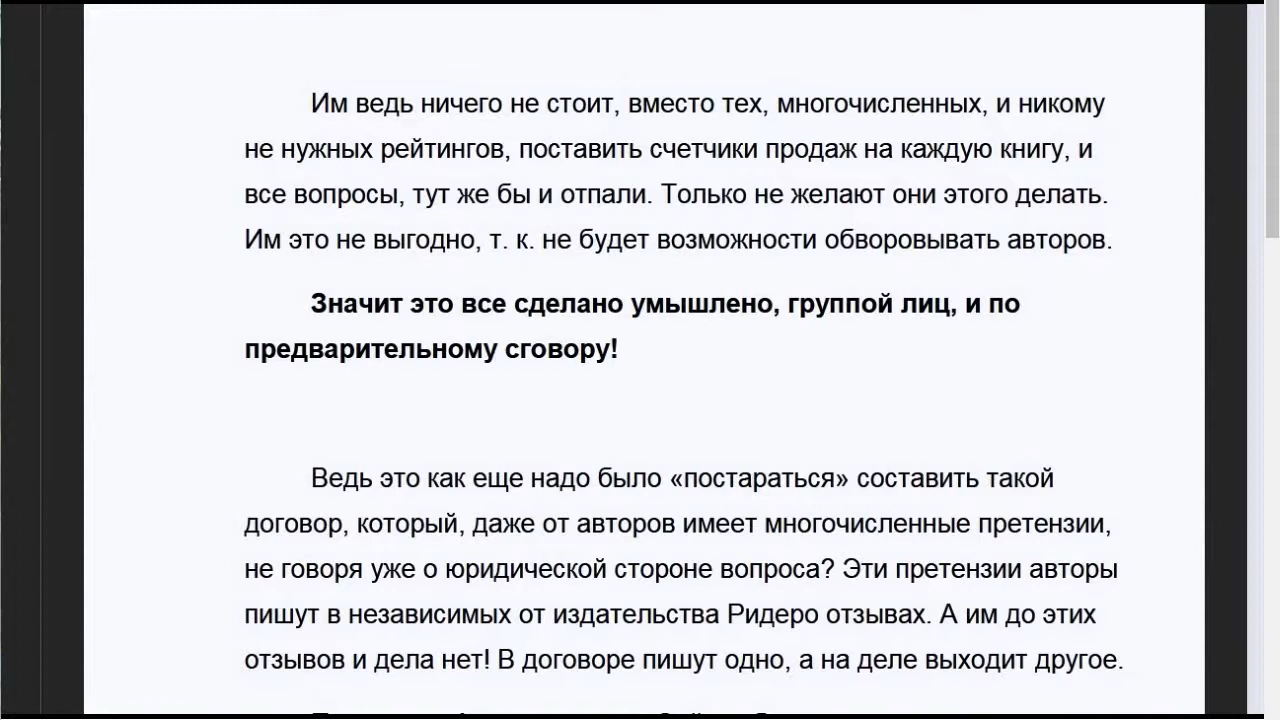 Им ведь ничего не стоит, вместо тех, многочисленных, и никому
не нужных рейтингов, поставить счетчики продаж на каждую книгу, и
все вопросы, тут же бы и отпали. Только не желают они этого делать.
Им это не выгодно, т. к. не будет возможности обворовывать авторов.
Значит это все сделано умышлено, группой лиц, и по
предварительному сговору!
Ведь это как еще надо было «постараться» составить такой
договор, который, даже от авторов имеет многочисленные претензии,
не говоря уже о юридической стороне вопроса? Эти претензии авторы
пишут в независимых от издательства Ридеро отзывах. А им до этих
отзывов и дела нет! В договоре пишут одно, а на деле выходит другое.